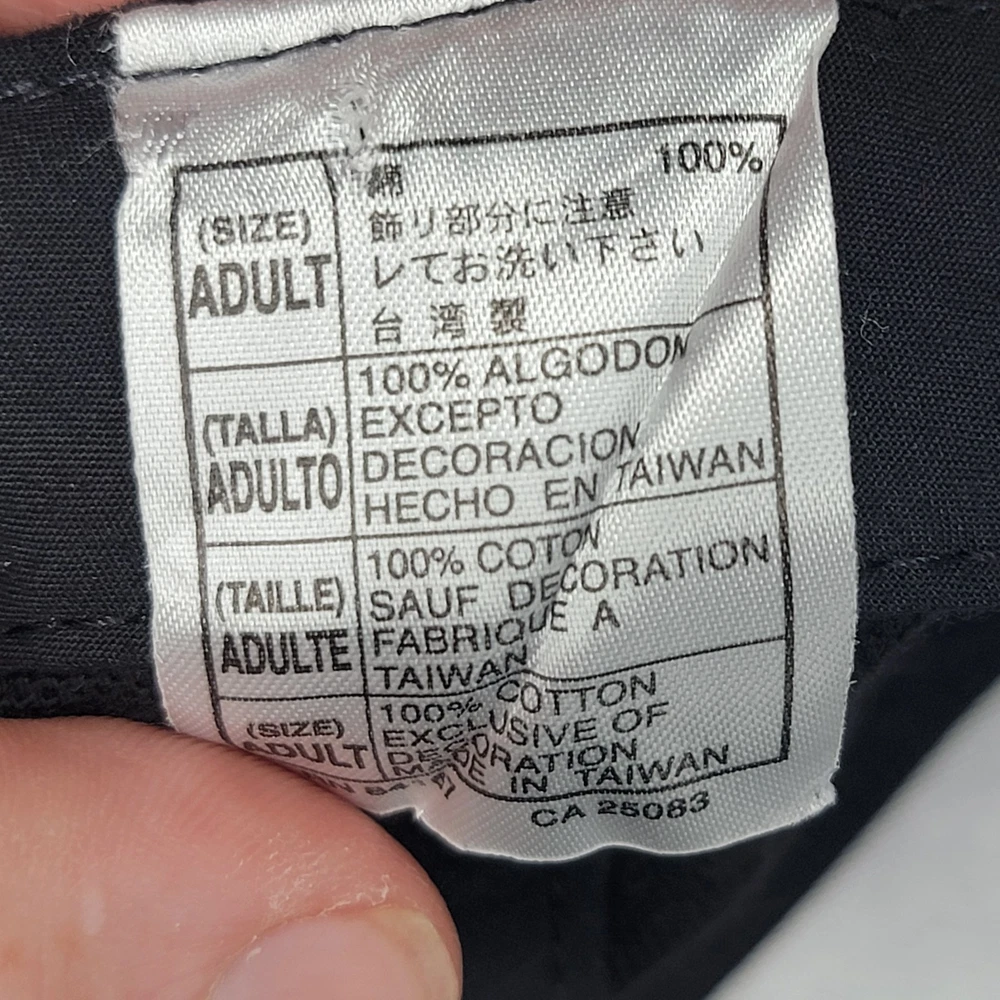 (SIZE)
ADULT
綿 100%
飾り部分に注意
してお洗い下さい
台湾製
(TALLA)
ADULTO
100% ALGODON
EXCEPTO
DECORACION
HECHO EN TAIWAN
(TAILLE)
ADULTE
100% COTON
SAUF DECORATION
FABRIQUE A
TAIWAN
(SIZE)
ADULT
100% COTTON
EXCLUSIVE OF
DECORATION
MADE IN TAIWAN
CA 25083